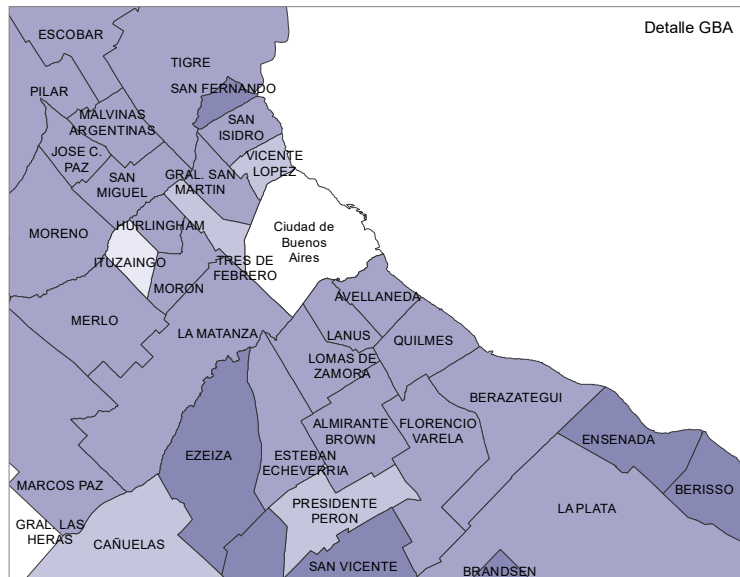 Detalle GBA
ESCOBAR
TIGRE
SAN FERNANDO
PILAR
MALVINAS
ARGENTINAS
SAN
ISIDRO
JOSE C.
PAZ
VICENTE
LOPEZ
SAN
MIGUEL
GRAL. SAN
MARTIN
HURLINGHAM
Ciudad de
Buenos
Aires
MORENO
ITUZAINGO
TRES DE
FEBRERO
MORON
AVELLANEDA
MERLO
LA MATANZA
LANUS
QUILMES
LOMAS DE
ZAMORA
BERAZATEGUI
ALMIRANTE
BROWN
FLORENCIO
VARELA
ENSENADA
EZEIZA
ESTEBAN
ECHEVERRIA
MARCOS PAZ
BERISSO
PRESIDENTE
PERON
LA PLATA
GRAL. LAS
HERAS
CAÑUELAS
SAN VICENTE
BRANDSEN